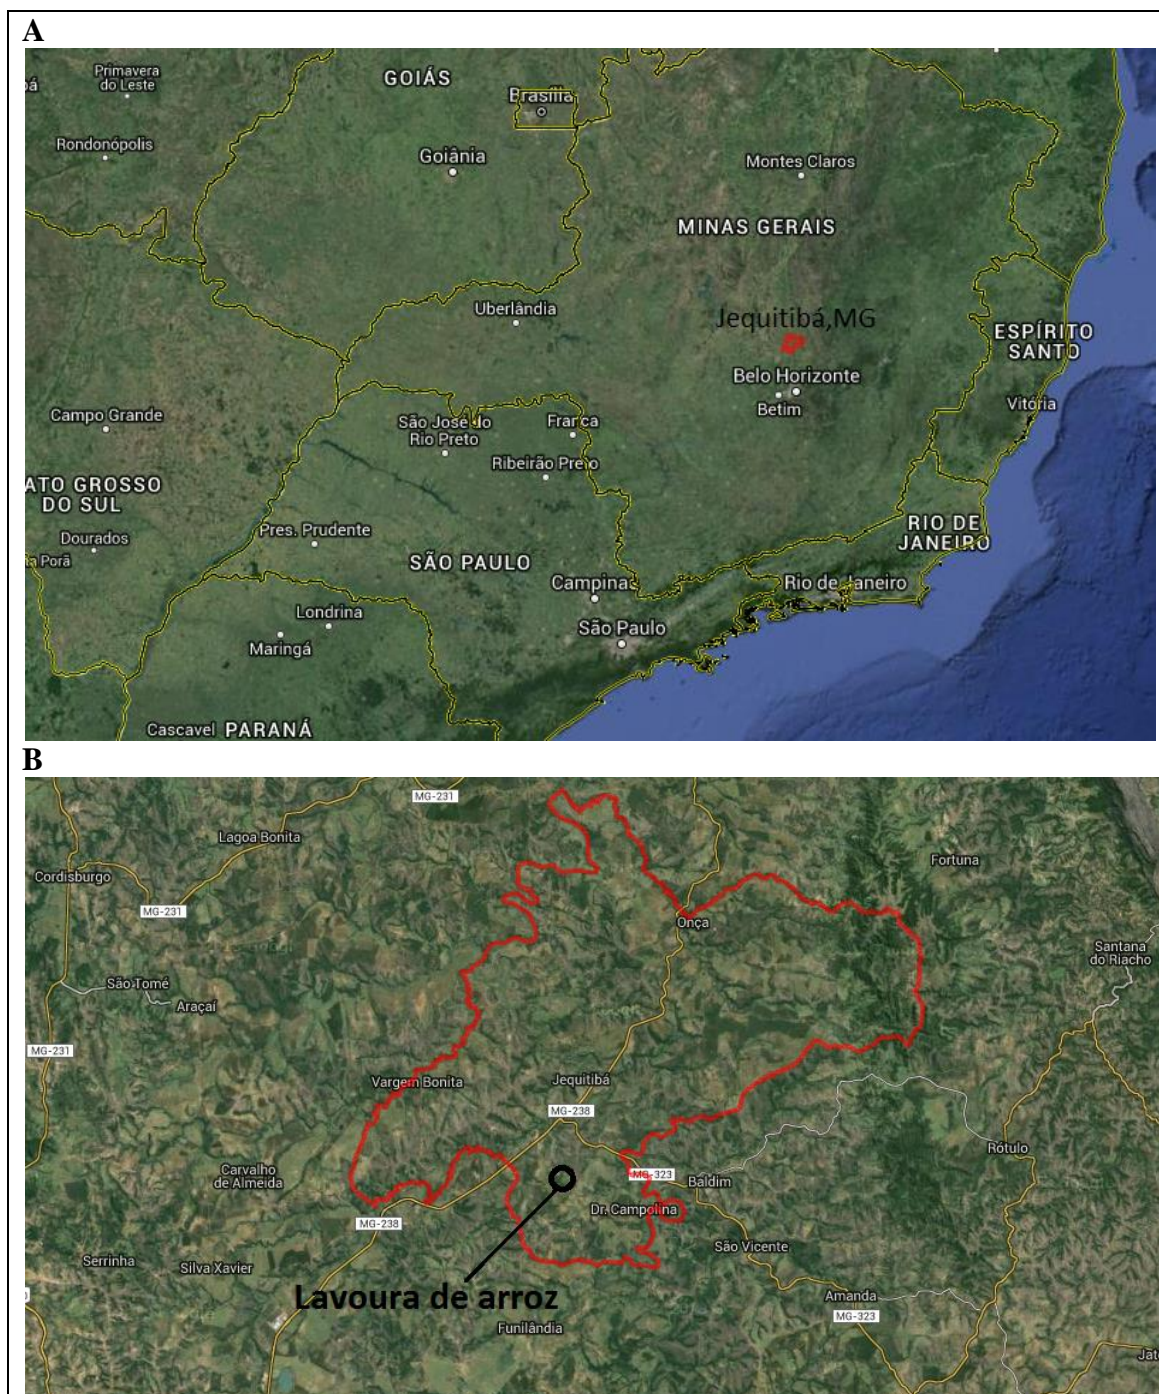 A
Primavera
do Leste
GOIÁS
Brasília
Rondonópolis
Goiânia
Montes Claros
MINAS GERAIS
Uberlândia
Jequitibá,MG
ESPÍRITO
SANTO
Belo Horizonte
Betim
Vitória
Campo Grande
São José do
Rio Preto
Franca
Ribeirão Preto
ATO GROSSO
DO SUL
Dourados
Pres. Prudente
SÃO PAULO
RIO DE
JANEIRO
Campinas
Rio de Janeiro
Londrina
São Paulo
Maringá
Cascavel
PARANÁ
B
MG-231
Lagoa Bonita
Cordisburgo
Fortuna
MG-231
Onça
Santana
do Riacho
São Tomé
Araçaí
MG-231
Vargem Bonita
Jequitibá
MG-238
Rótulo
Carvalho
de Almeida
MG-323
Baldim
Dr. Campolina
MG-238
São Vicente
Serrinha
Silva Xavier
Lavoura de arroz
Amanda
MG-323
Funilândia